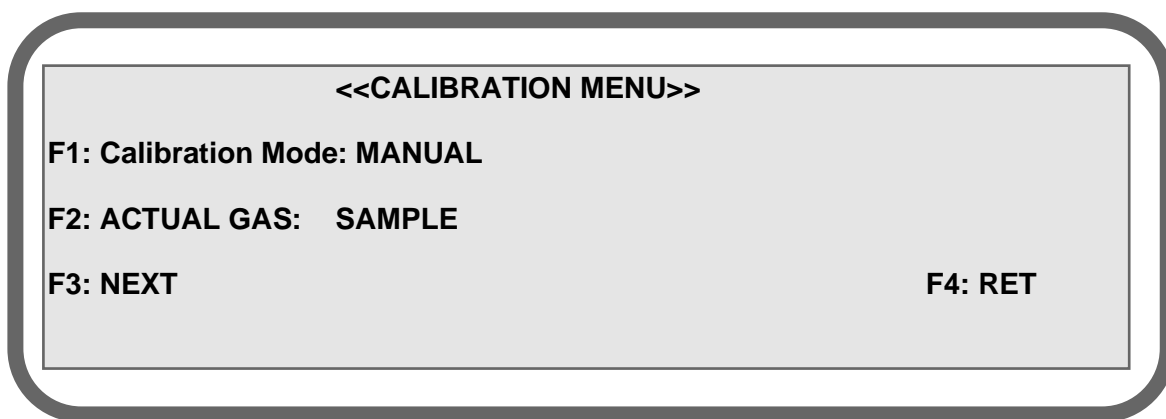 <<CALIBRATION MENU>>
F1: Calibration Mode: MANUAL
F2: ACTUAL GAS: SAMPLE
F3: NEXT F4: RET